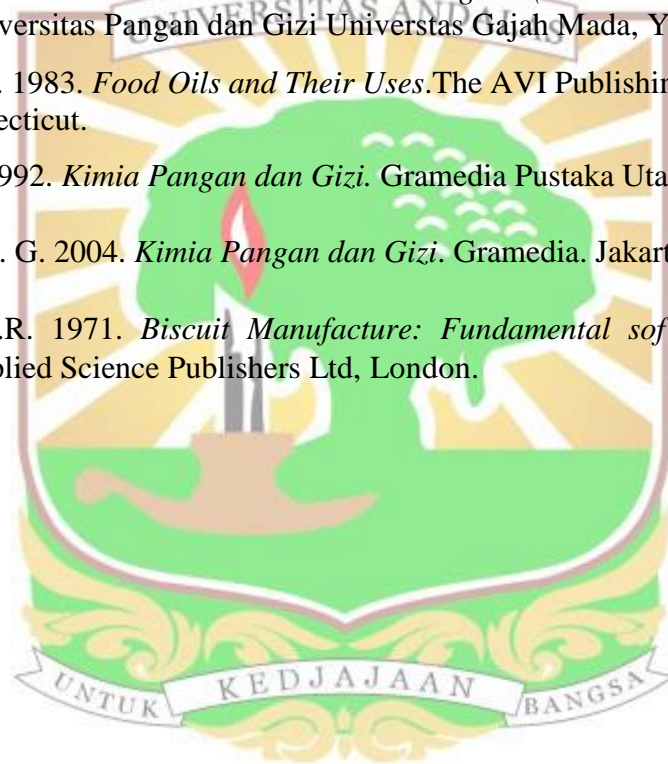 UNIVERSITAS ANDALAS
versitas Pangan dan Gizi Universtas Gajah Mada, Y
. 1983. Food Oils and Their Uses.The AVI Publishin
ecticut.
992. Kimia Pangan dan Gizi. Gramedia Pustaka Uta
. G. 2004. Kimia Pangan dan Gizi. Gramedia. Jakart
.R. 1971. Biscuit Manufacture: Fundamental sof
plied Science Publishers Ltd, London.
UNTUK KEDJAJAAN BANGSA